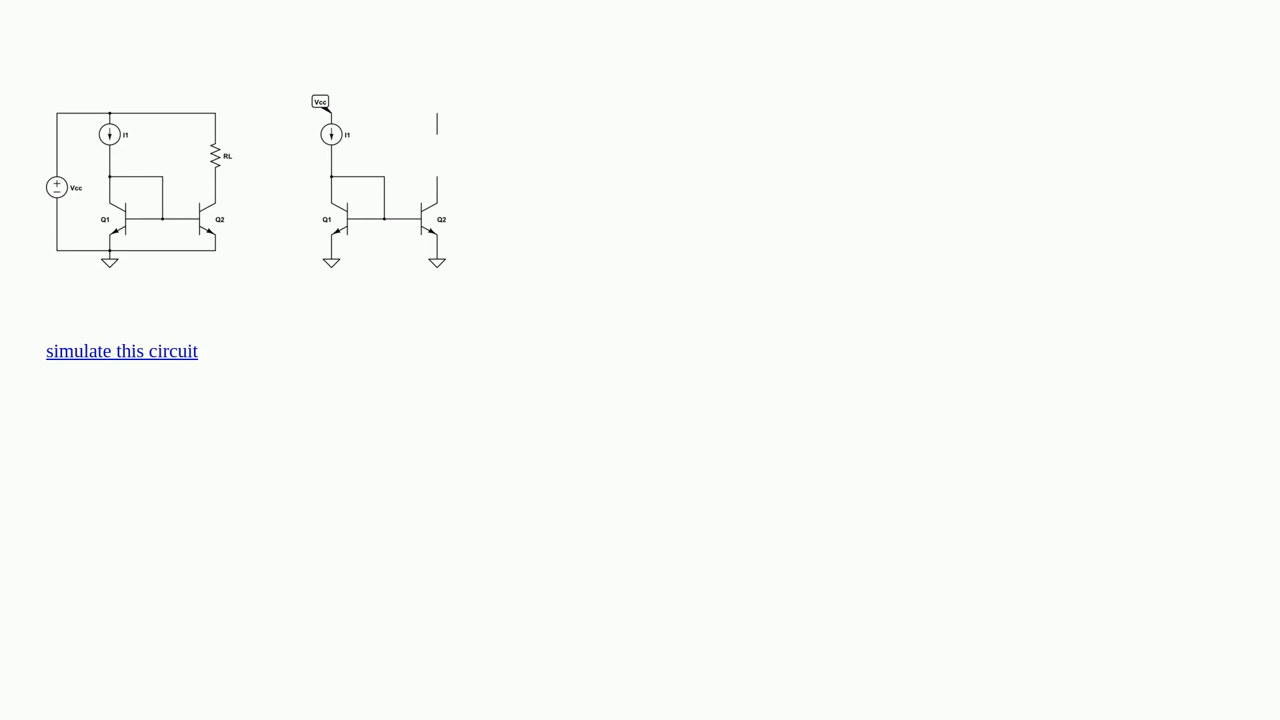 Vcc
I1
I1
RL
Vcc
Q1
Q2
Q1
Q2
simulate this circuit